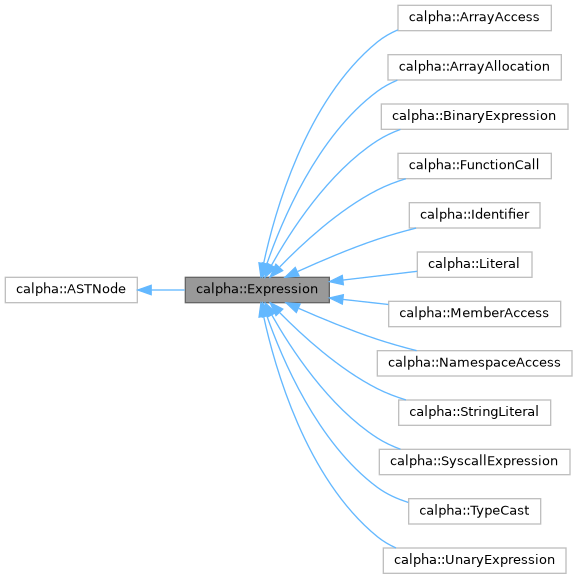 calpha::ArrayAccess
calpha::ArrayAllocation
calpha::BinaryExpression
calpha::FunctionCall
calpha::Identifier
calpha::Literal
calpha::ASTNode
calpha::Expression
calpha::MemberAccess
calpha::NamespaceAccess
calpha::StringLiteral
calpha::SyscallExpression
calpha::TypeCast
calpha::UnaryExpression